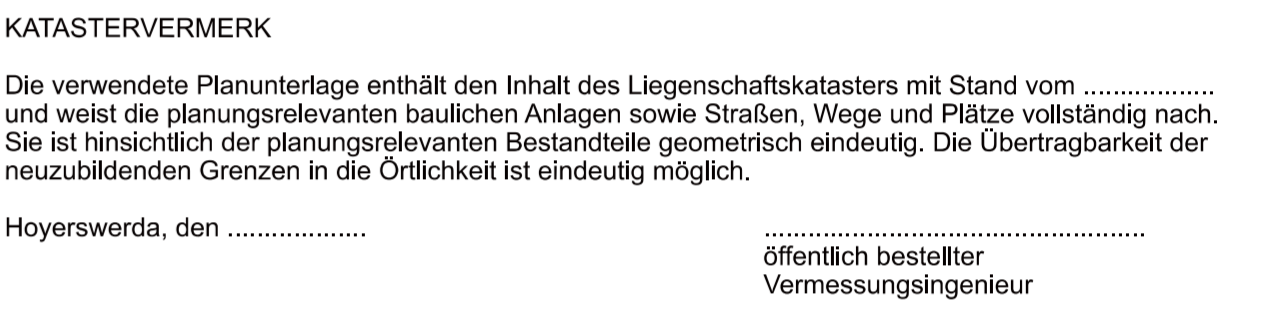 KATASTERVERMERK
Die verwendete Planunterlage enthält den Inhalt des Liegenschaftskatasters mit Stand vom ..................
und weist die planungsrelevanten baulichen Anlagen sowie Straßen, Wege und Plätze vollständig nach.
Sie ist hinsichtlich der planungsrelevanten Bestandteile geometrisch eindeutig. Die Übertragbarkeit der
neuzubildenden Grenzen in die Örtlichkeit ist eindeutig möglich.
Hoyerswerda, den ................... ....................................................
öffentlich bestellter
Vermessungsingenieur